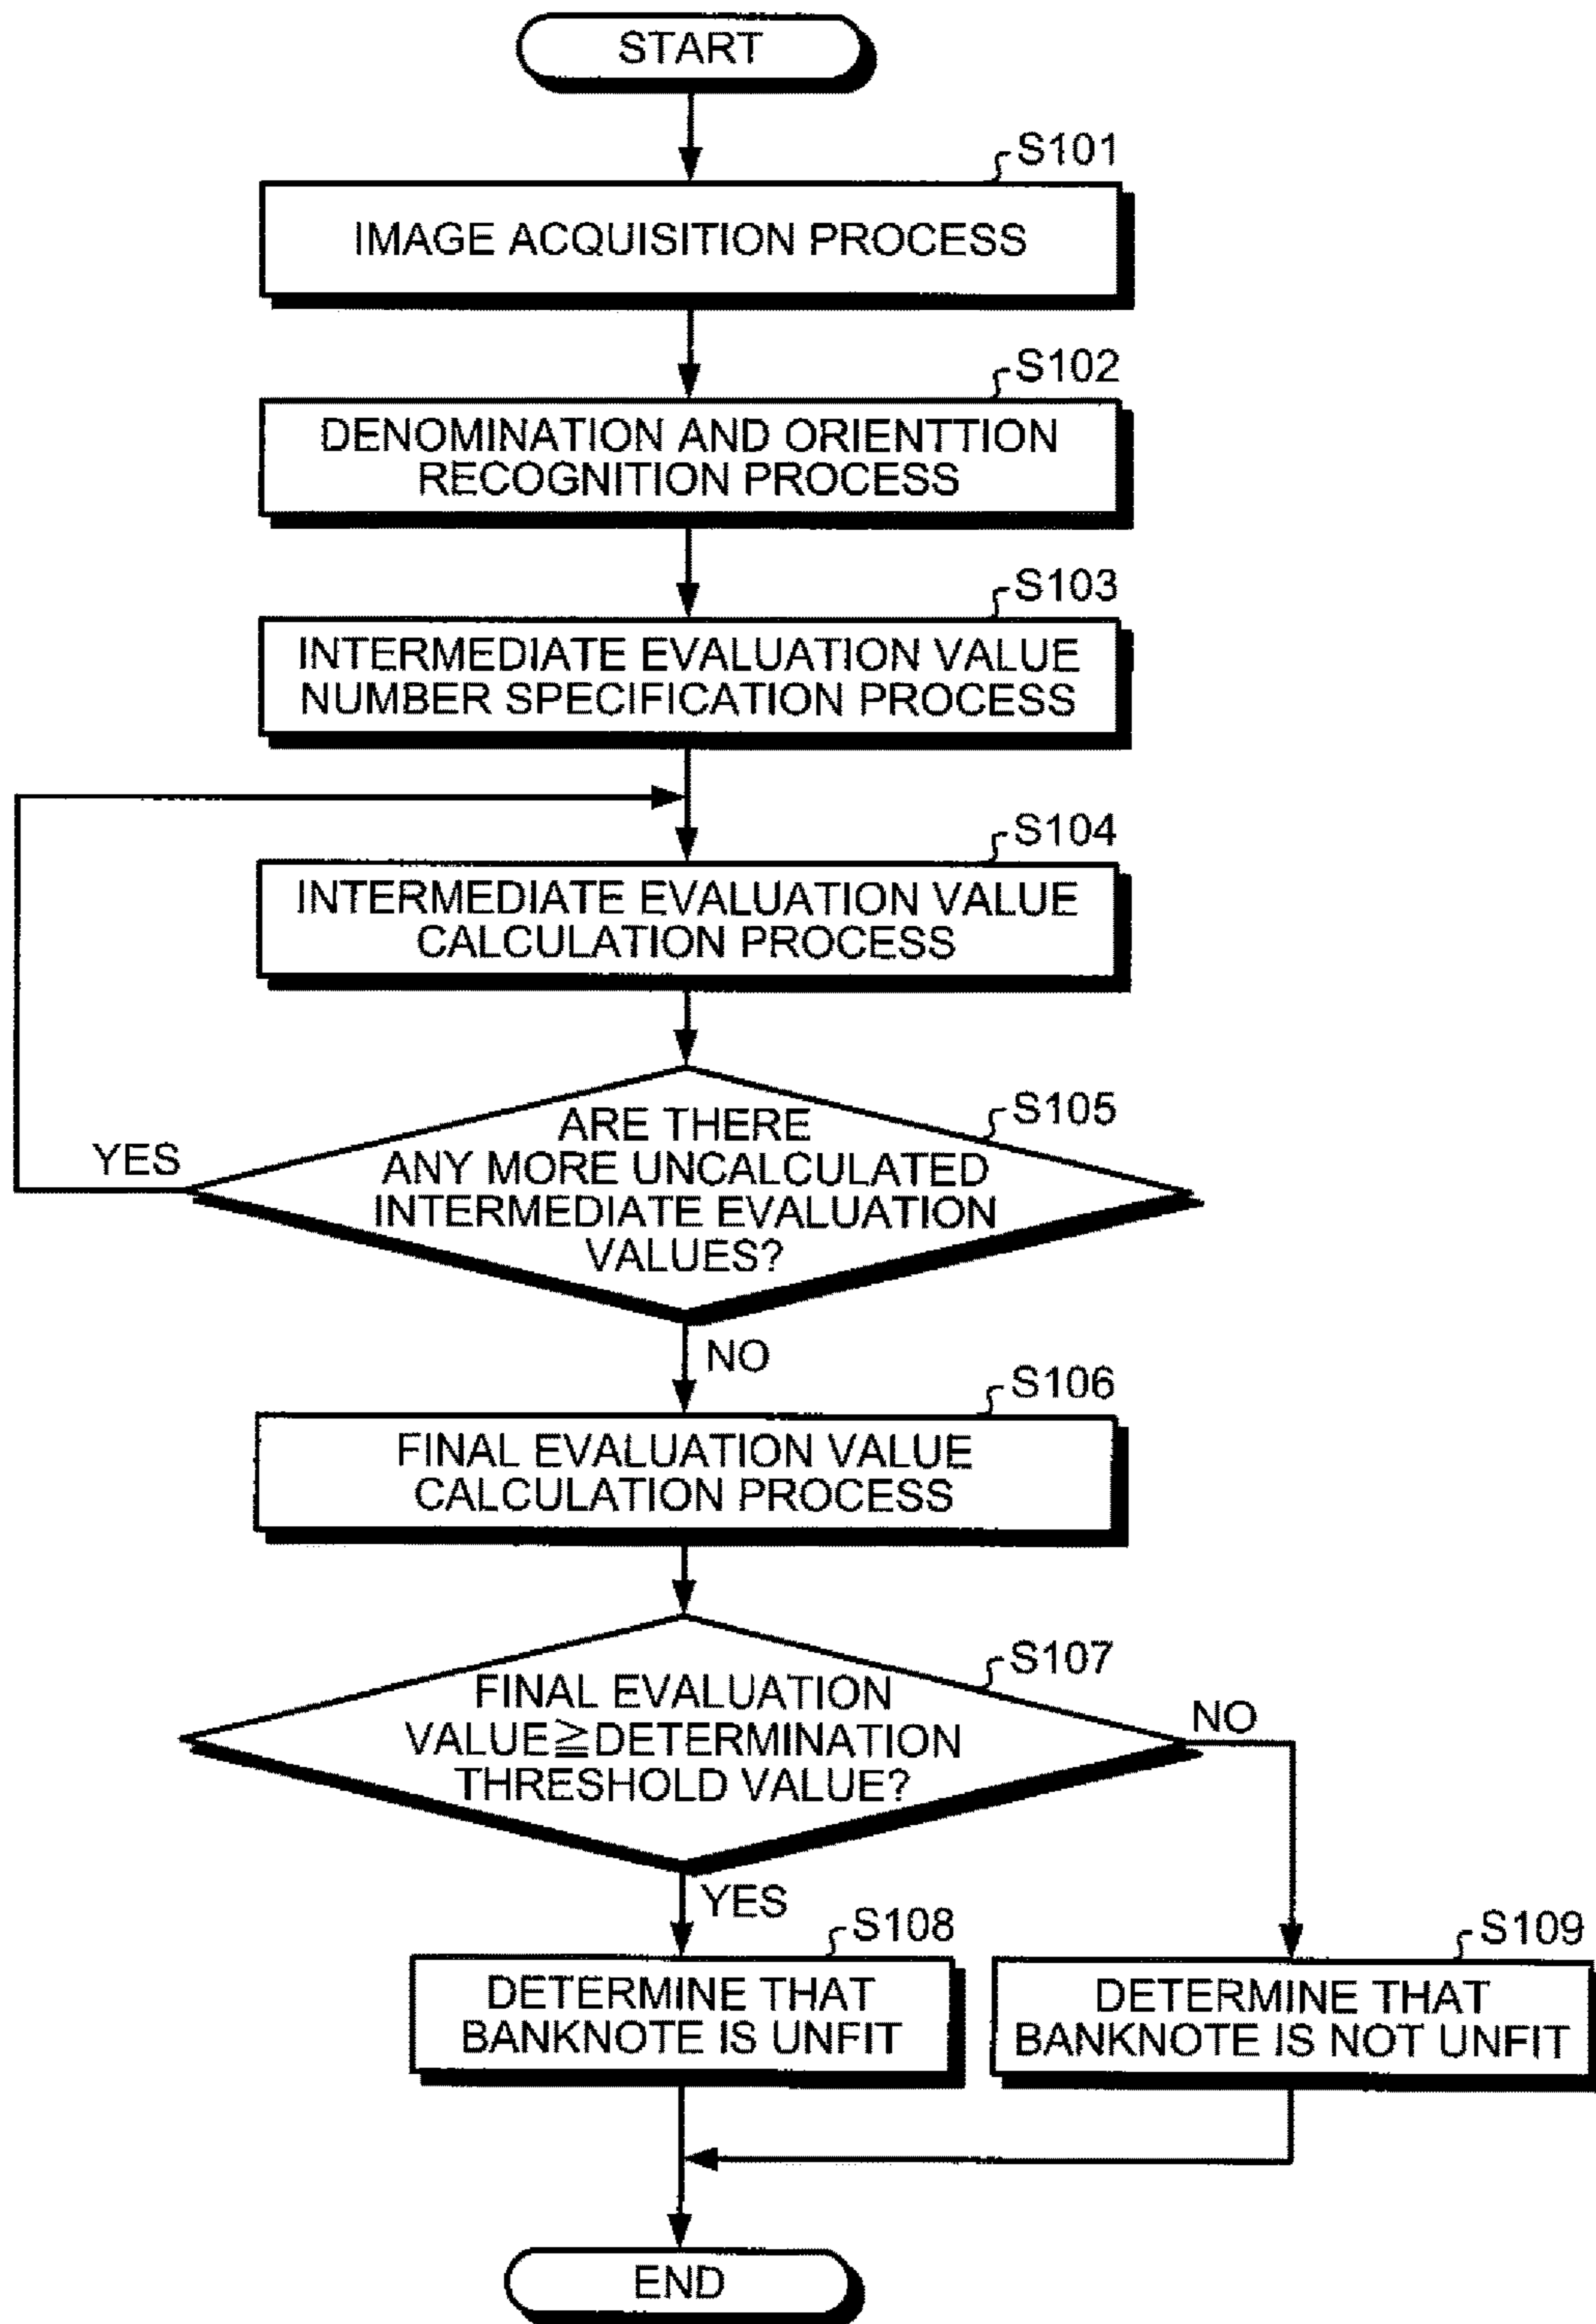 START
S101
IMAGE ACQUISITION PROCESS
S102
DENOMINATION AND ORIENTTION
RECOGNITION PROCESS
S103
INTERMEDIATE EVALUATION VALUE
NUMBER SPECIFICATION PROCESS
S104
INTERMEDIATE EVALUATION VALUE
CALCULATION PROCESS
S105
ARE THERE
ANY MORE UNCALCULATED
INTERMEDIATE EVALUATION
VALUES?
YES
NO
S106
FINAL EVALUATION VALUE
CALCULATION PROCESS
S107
FINAL EVALUATION
VALUE≧DETERMINATION
THRESHOLD VALUE?
NO
YES
S108
DETERMINE THAT
BANKNOTE IS UNFIT
S109
DETERMINE THAT
BANKNOTE IS NOT UNFIT
END